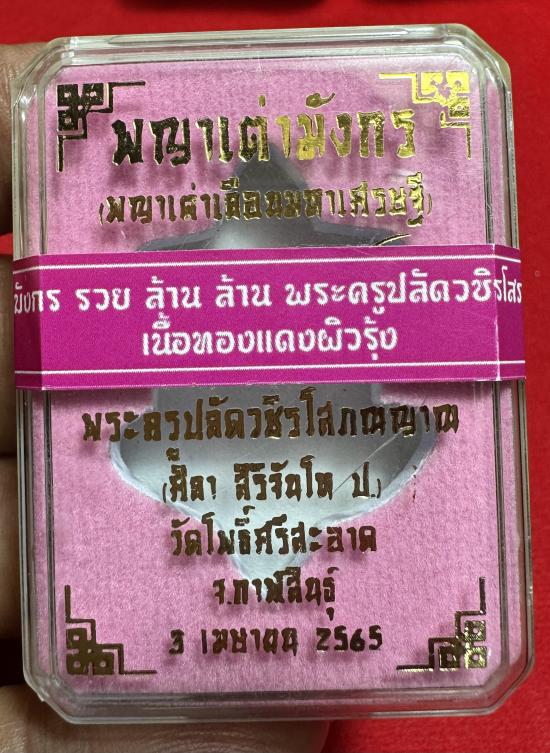 พญาเต่ามังกร
(พญาเต่าเลือนมหาเศรษฐี)
มังกร รวย ล้าน ล้าน พระครูปลัดวชิรโสภ
เนื้อทองแดงผิวรุ้ง
พระครูปลัดวชิรโสภณญาณ
(ศิลา สิริจันโท ป.)
วัดโพธิ์ศรีสะอาด
จ.กาฬสินธุ์
3 เมษายน 2565